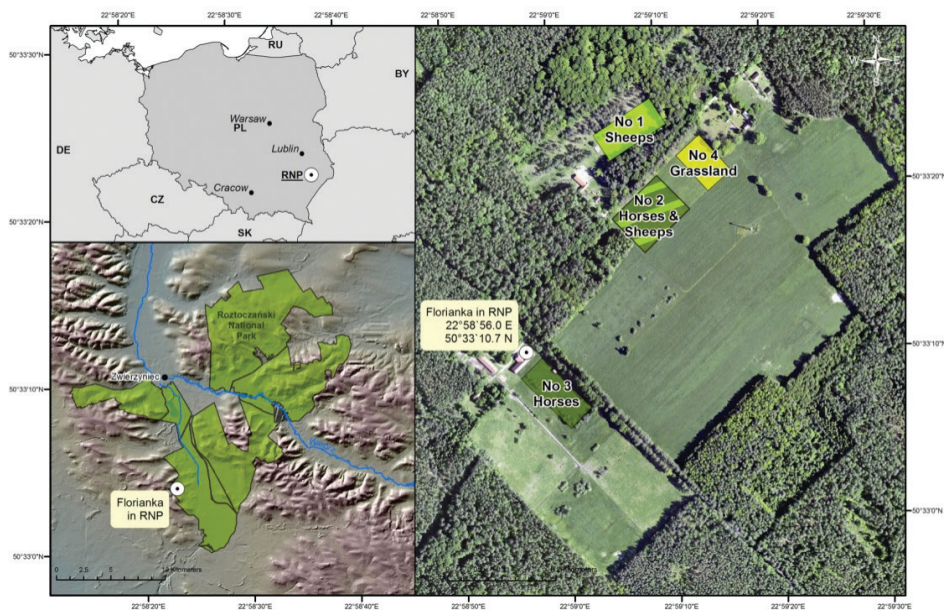 22°58'20"E
22°58'30"E
22°58'40"E
22°58'50"E
22°59'0"E
22°59'10"E
22°59'20"E
22°59'30"E
50°33'30"N
50°33'20"N
50°33'10"N
50°33'0"N
RU
BY
DE
Warsaw
PL
Lublin
RNP
Cracow
CZ
SK
Roztoczański
National
Park
Zwierzyniec
Florianka
in RNP
0 2.5 5 10 Kilometers
W E
No 1
Sheeps
No 4
Grassland
No 2
Horses &
Sheeps
Florianka in RNP
22°58`56.0 E
50°33`10.7 N
No 3
Horses
50°33'20"N
50°33'10"N
50°33'0"N
22°58'20"E
22°58'30"E
22°58'40"E
22°58'50"E
22°59'0"E
22°59'10"E
22°59'20"E
22°59'30"E